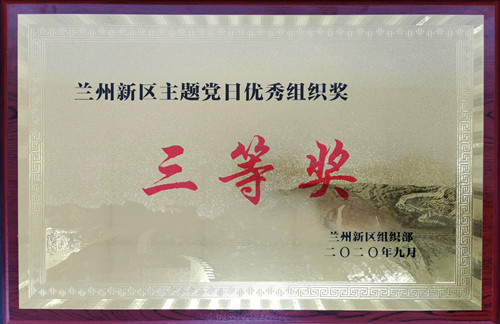 兰州新区主题党日优秀组织奖
三等奖
兰州新区组织部
二〇二〇年九月